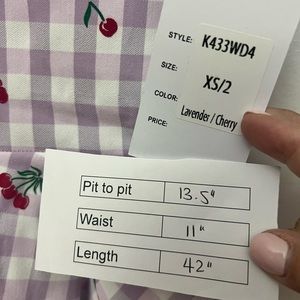 STYLE: K433WD4
SIZE: XS/2
COLOR: Lavender / Cherry
PRICE:
Pit to pit 13.5"
Waist 11"
Length 42"